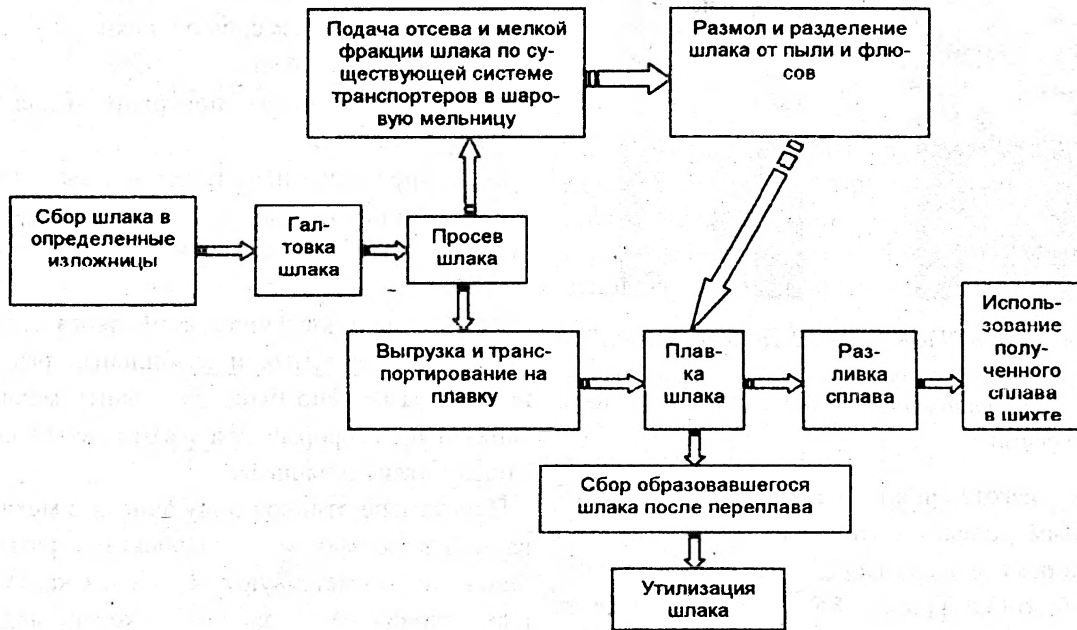 Подача отсева и мелкой
фракции шлака по су-
ществующей системе
транспортеров в шаро-
вую мельницу
Размол и разделение
шлака от пыли и флю-
сов
Сбор шлака в
определенные
изложницы
Гал-
товка
шлака
Просев
шлака
Выгрузка и транс-
портирование на
плавку
Плав-
ка
шлака
Раз-
ливка
сплава
Исполь-
зование
полу-
ченного
сплава
в шихте
Сбор образовавшегося
шлака после переплава
Утилизация
шлака